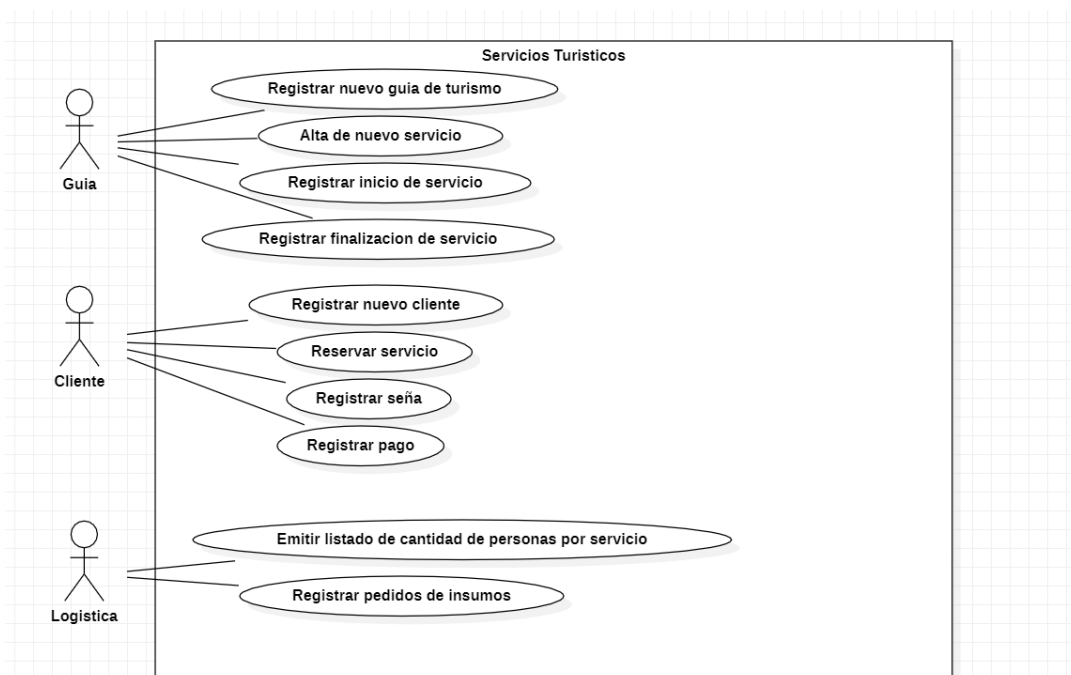 Servicios Turisticos
Registrar nuevo guia de turismo
Alta de nuevo servicio
Registrar inicio de servicio
Guia
Registrar finalizacion de servicio
Registrar nuevo cliente
Reservar servicio
Cliente
Registrar seña
Registrar pago
Emitir listado de cantidad de personas por servicio
Registrar pedidos de insumos
Logistica